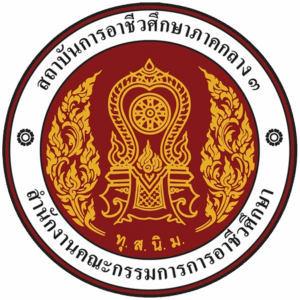 สถาบันการอาชีวศึกษาภาคกลาง ๓
ทุ. ส. นิ. ม.
สำนักงานคณะกรรมการการอาชีวศึกษา